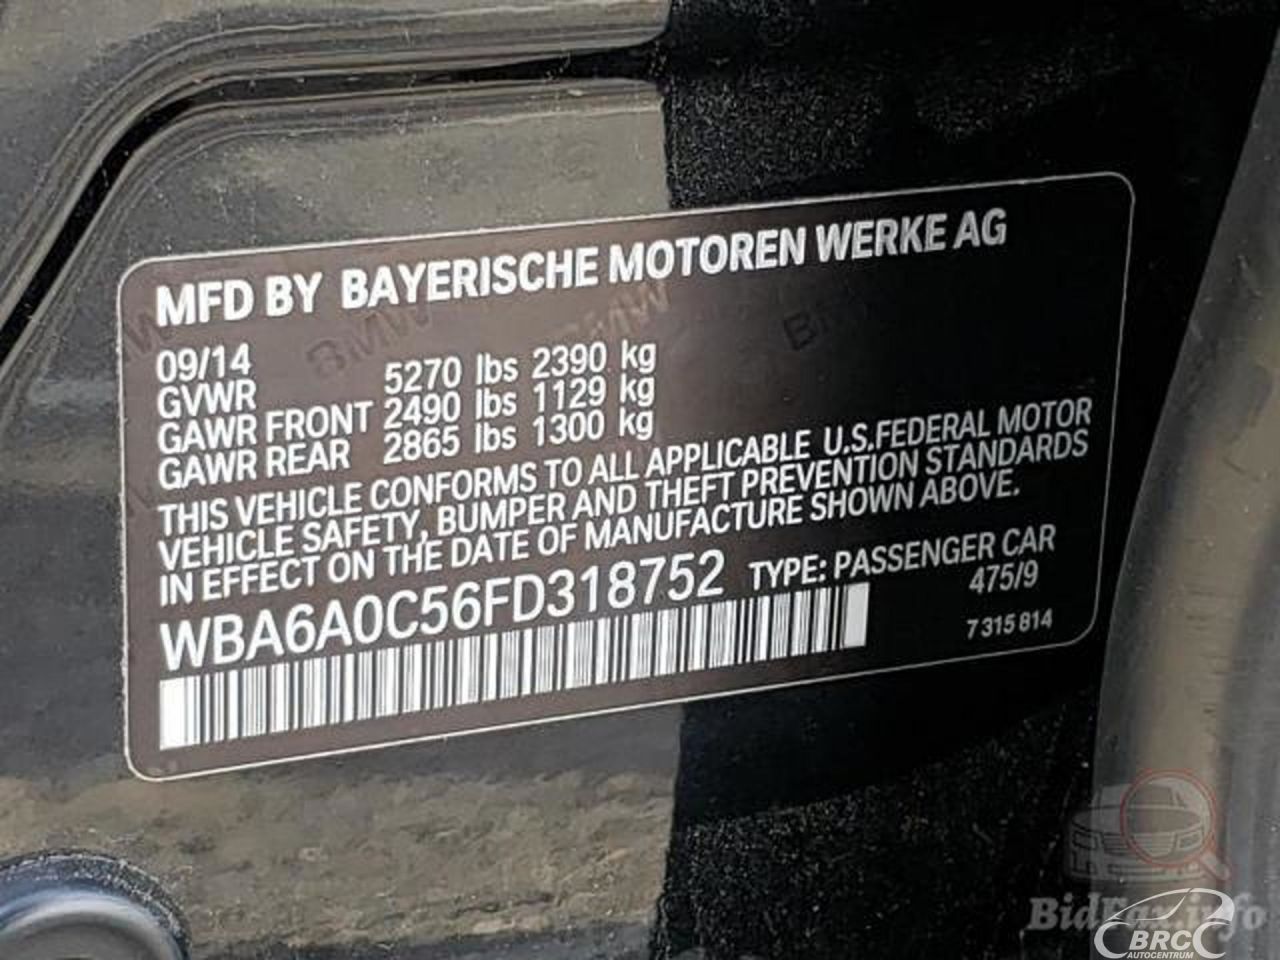 MFD BY BAYERISCHE MOTOREN WERKE AG
09/14
GVWR 5270 lbs 2390 kg
GAWR FRONT 2490 lbs 1129 kg
GAWR REAR 2865 lbs 1300 kg
THIS VEHICLE CONFORMS TO ALL APPLICABLE U.S.FEDERAL MOTOR
VEHICLE SAFETY, BUMPER AND THEFT PREVENTION STANDARDS
IN EFFECT ON THE DATE OF MANUFACTURE SHOWN ABOVE.
WBA6A0C56FD318752 TYPE: PASSENGER CAR
475/9
7 315 814
BidFax.info
BRC
AUTOCENTRUM